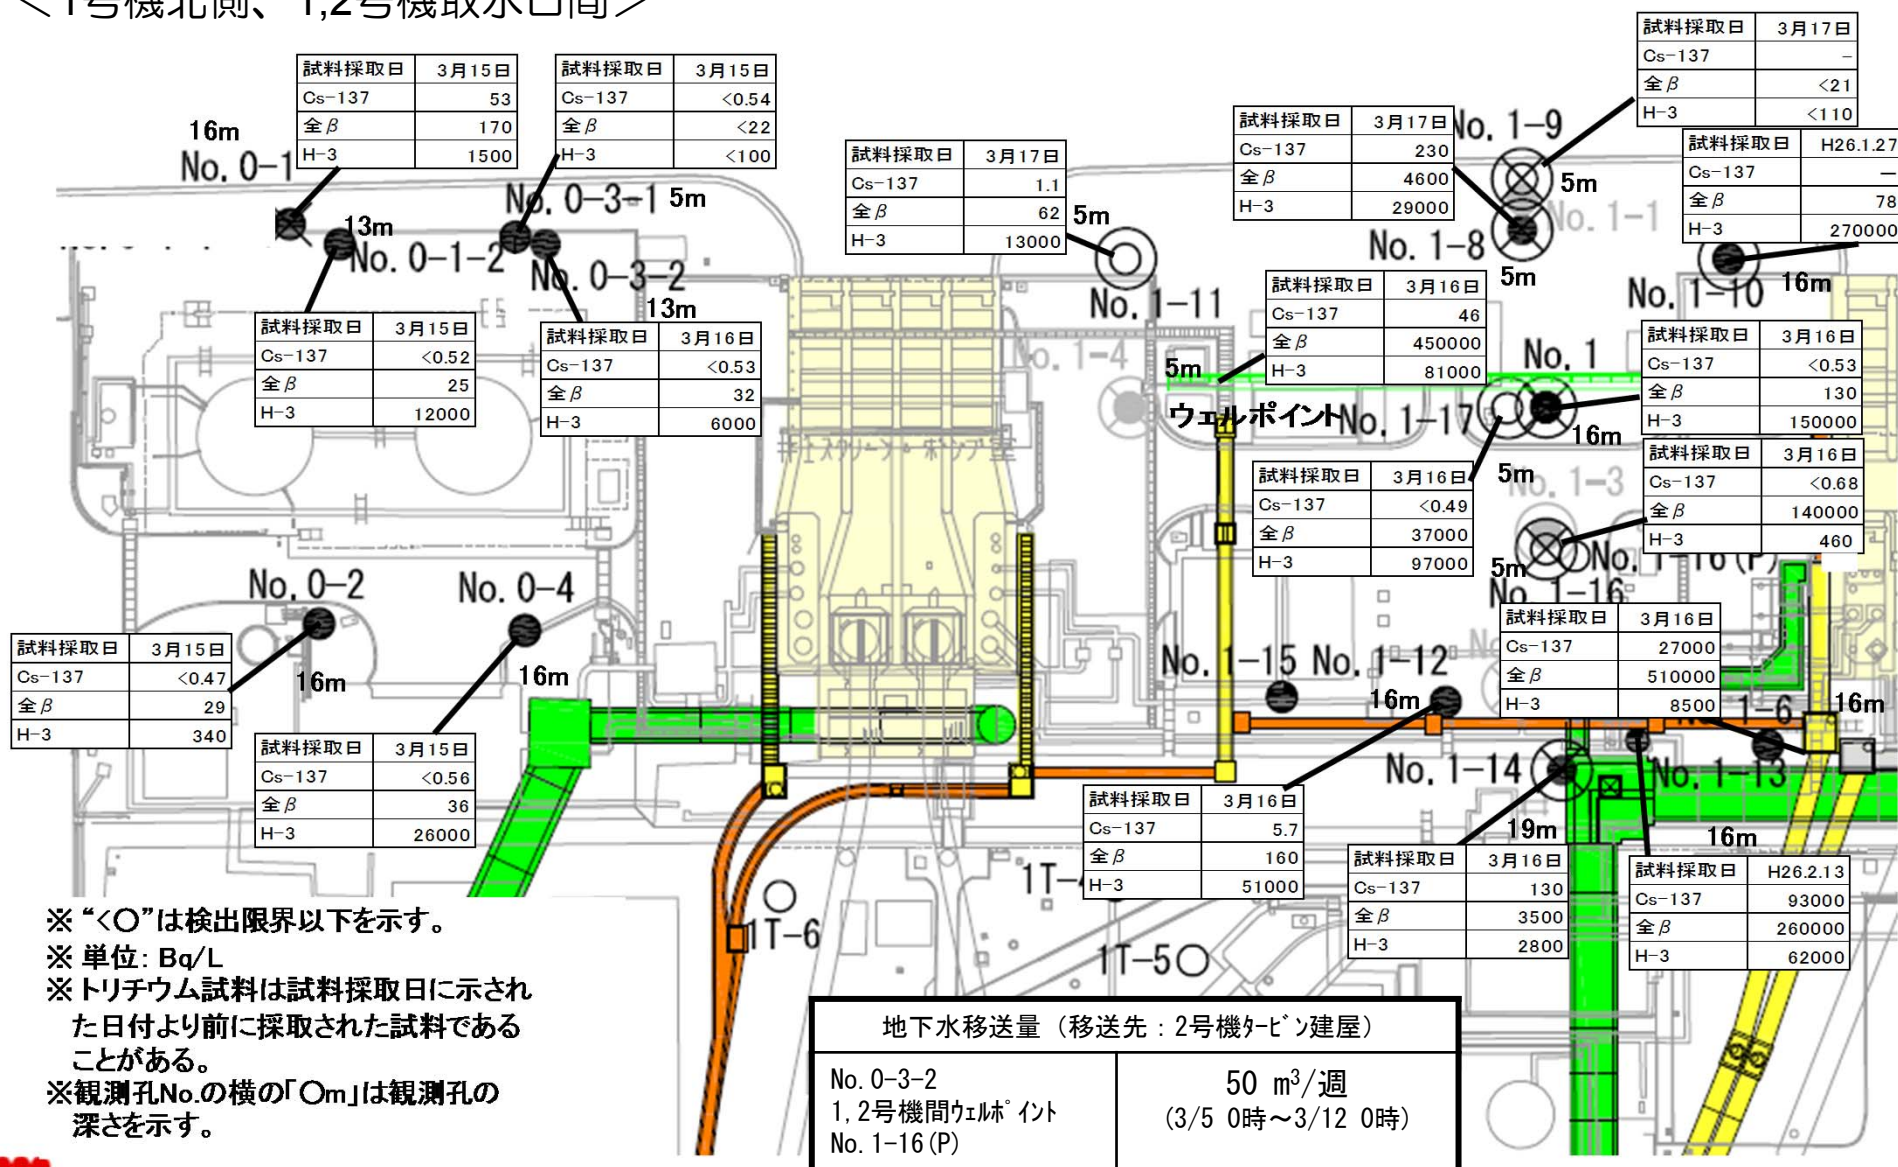 ＜1号機北側、1,2号機取水口間＞
試料採取日 3月15日
Cs-137 53
全β 170
H-3 1500
試料採取日 3月15日
Cs-137 <0.54
全β <22
H-3 <100
試料採取日 3月17日
Cs-137 1.1
全β 62
H-3 13000
試料採取日 3月17日
Cs-137 230
全β 4600
H-3 29000
試料採取日 3月17日
Cs-137 -
全β <21
H-3 <110
試料採取日 H26.1.27
Cs-137 —
全β 78
H-3 270000
16m
No. 0-1
13m
No. 0-1-2
No. 0-3-1 5m
No. 0-3-2
13m
5m
No. 1-11
No. 1-9
5m
No. 1-1
No. 1-8
5m
No. 1-10 16m
試料採取日 3月15日
Cs-137 <0.52
全β 25
H-3 12000
試料採取日 3月16日
Cs-137 <0.53
全β 32
H-3 6000
試料採取日 3月16日
Cs-137 46
全β 450000
H-3 81000
試料採取日 3月16日
Cs-137 <0.53
全β 130
H-3 150000
o. 1-4
5m
ウェルポイント
No. 1-17
No. 1
16m
試料採取日 3月16日
Cs-137 <0.49
全β 37000
H-3 97000
5m
No. 1-3
試料採取日 3月16日
Cs-137 <0.68
全β 140000
H-3 460
5m
No. 1-16
No. 1-16(P)
No. 0-2
16m
No. 0-4
16m
試料採取日 3月15日
Cs-137 <0.47
全β 29
H-3 340
試料採取日 3月15日
Cs-137 <0.56
全β 36
H-3 26000
No. 1-15 No. 1-12
16m
試料採取日 3月16日
Cs-137 27000
全β 510000
H-3 8500
1-6 16m
No. 1-14
19m
No. 1-13
16m
試料採取日 3月16日
Cs-137 5.7
全β 160
H-3 51000
試料採取日 3月16日
Cs-137 130
全β 3500
H-3 2800
試料採取日 H26.2.13
Cs-137 93000
全β 260000
H-3 62000
1T-6
1T-
1T-5
※ “<〇”は検出限界以下を示す。
※ 単位: Bq/L
※ トリチウム試料は試料採取日に示され
た日付より前に採取された試料である
ことがある。
※観測孔No.の横の「〇m」は観測孔の
深さを示す。
地下水移送量（移送先：2号機ﾀｰﾋﾞﾝ建屋）
No. 0-3-2
1, 2号機間ｳｪﾙﾎﾟｲﾝﾄ
No. 1-16(P)
50 m³/週
(3/5 0時～3/12 0時)